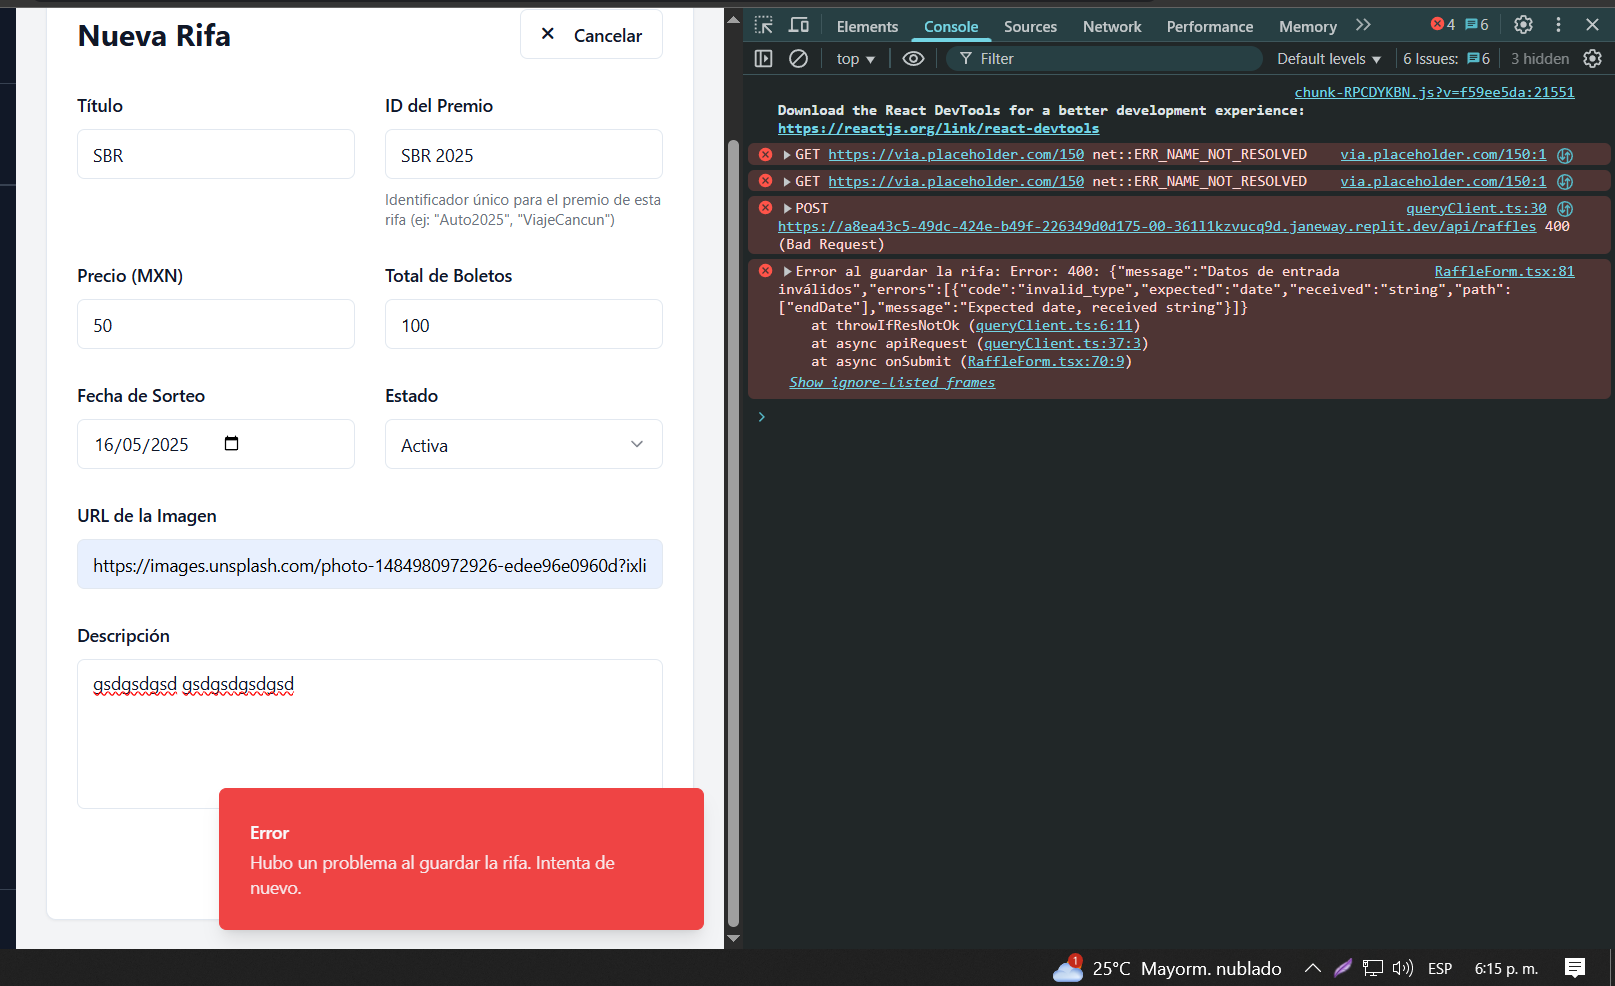 Nueva Rifa
✕ Cancelar
Título
SBR
ID del Premio
SBR 2025
Identificador único para el premio de esta
rifa (ej: "Auto2025", "ViajeCancun")
Precio (MXN)
50
Total de Boletos
100
Fecha de Sorteo
16/05/2025
Estado
Activa
URL de la Imagen
https://images.unsplash.com/photo-1484980972926-edee96e0960d?ixli
Descripción
gsdgsdgsd gsdgsdgsdgsd
Error
Hubo un problema al guardar la rifa. Intenta de
nuevo.
Elements Console Sources Network Performance Memory 4 6
top Filter Default levels 6 Issues: 6 3 hidden
chunk-RPCDYKBN.js?v=f59ee5da:21551
Download the React DevTools for a better development experience:
https://reactjs.org/link/react-devtools
GET https://via.placeholder.com/150 net::ERR_NAME_NOT_RESOLVED via.placeholder.com/150:1
GET https://via.placeholder.com/150 net::ERR_NAME_NOT_RESOLVED via.placeholder.com/150:1
POST queryClient.ts:30
https://a8ea43c5-49dc-424e-b49f-226349d0d175-00-361l1kzvucq9d.janeway.replit.dev/api/raffles 400
(Bad Request)
Error al guardar la rifa: Error: 400: {"message":"Datos de entrada RaffleForm.tsx:81
inválidos","errors":[{"code":"invalid_type","expected":"date","received":"string","path":
["endDate"],"message":"Expected date, received string"}]}
at throwIfResNotOk (queryClient.ts:6:11)
at async apiRequest (queryClient.ts:37:3)
at async onSubmit (RaffleForm.tsx:70:9)
Show ignore-listed frames
1 25°C Mayorm. nublado ESP 6:15 p. m.